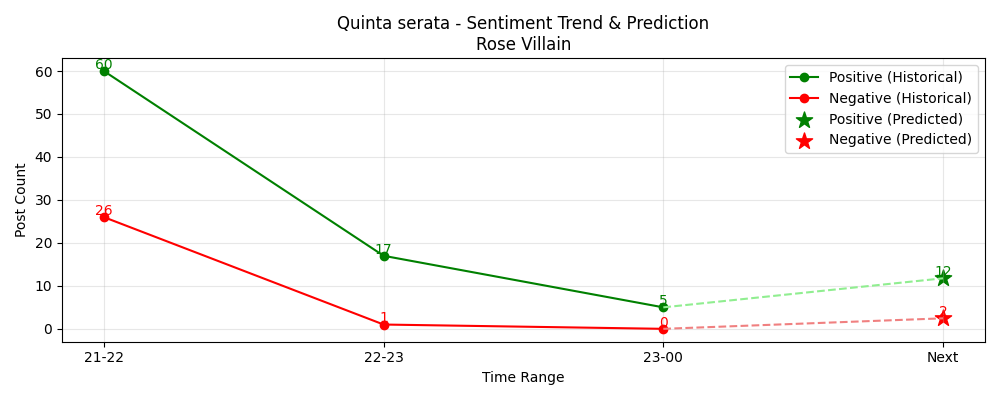 Quinta serata - Sentiment Trend & Prediction
Rose Villain
Positive (Historical)
Negative (Historical)
Positive (Predicted)
Negative (Predicted)
Post Count
60
50
40
30
20
10
0
60
17
5
12
26
1
0
2
21-22
22-23
23-00
Next
Time Range